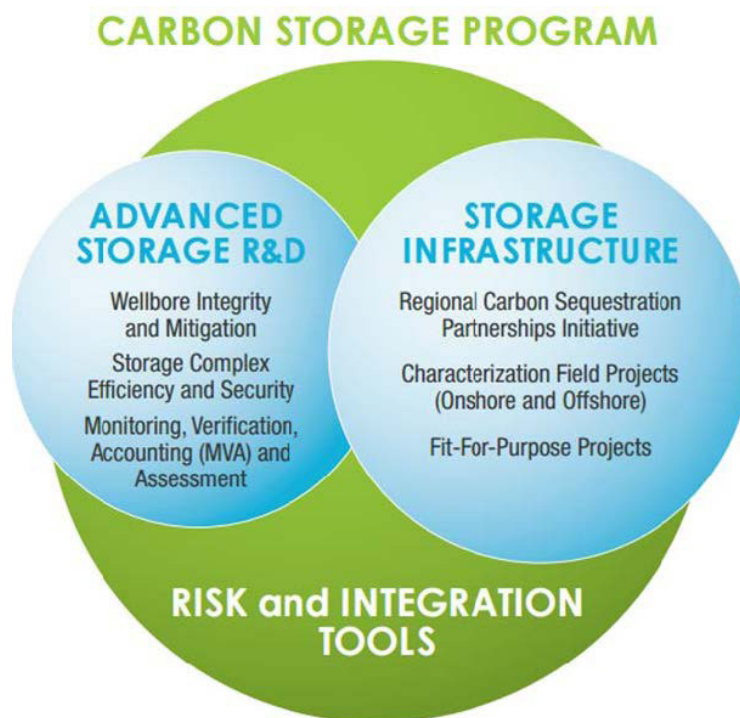 CARBON STORAGE PROGRAM
ADVANCED
STORAGE R&D
Wellbore Integrity
and Mitigation
Storage Complex
Efficiency and Security
Monitoring, Verification,
Accounting (MVA) and
Assessment
STORAGE
INFRASTRUCTURE
Regional Carbon Sequestration
Partnerships Initiative
Characterization Field Projects
(Onshore and Offshore)
Fit-For-Purpose Projects
RISK and INTEGRATION
TOOLS